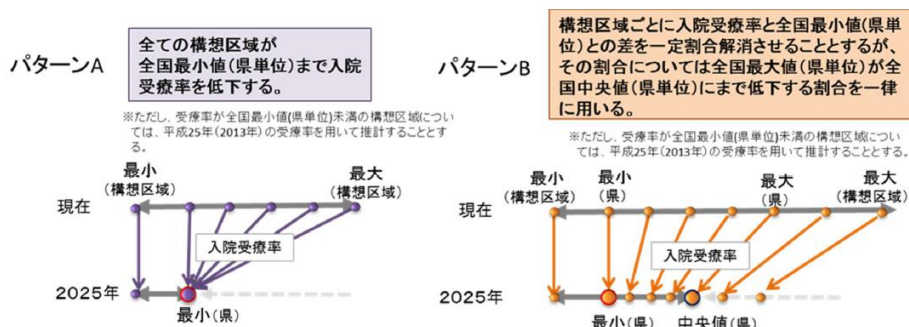 パターンA
全ての構想区域が
全国最小値(県単位)まで入院
受療率を低下する。
※ただし、受療率が全国最小値(県単位)未満の構想区域につい
ては、平成25年(2013年)の受療率を用いて推計することとす
る。
最小
(構想区域)
最大
(構想区域)
現在
入院受療率
2025年
最小(県)
パターンB
構想区域ごとに入院受療率と全国最小値(県単
位)との差を一定割合解消させることとするが、
その割合については全国最大値(県単位)が全
国中央値(県単位)にまで低下する割合を一律
に用いる。
※ただし、受療率が全国最小値(県単位)未満の構想区域につい
ては、平成25年(2013年)の受療率を用いて推計することとする。
最小
(構想区域)
最小
(県)
最大
(県)
最大
(構想区域)
現在
入院受療率
2025年
最小(県)
中央値(県)